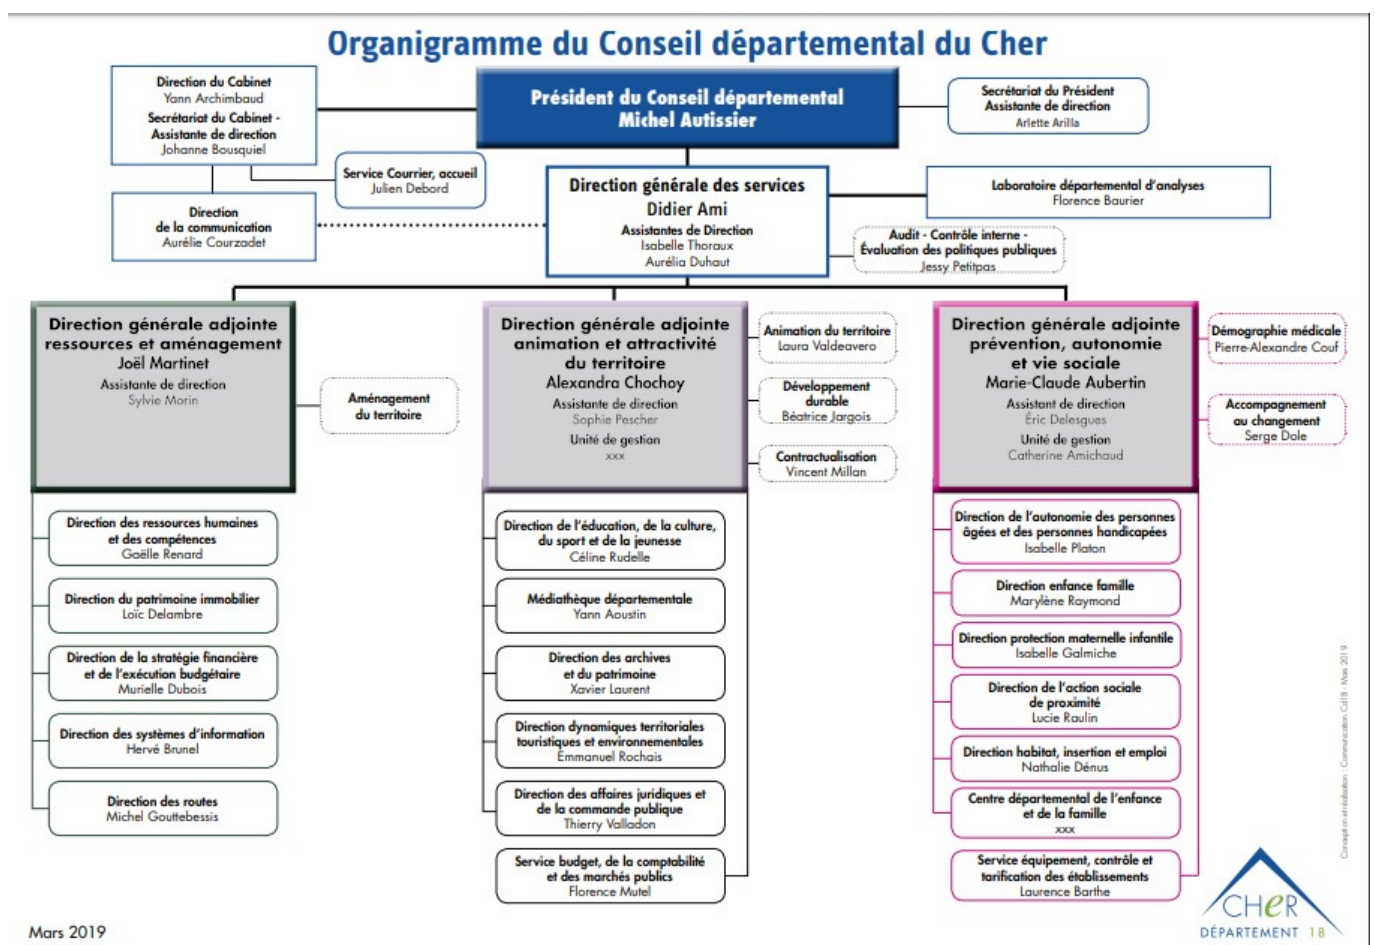 Organigramme du Conseil départemental du Cher
Direction du Cabinet
Yann Archimbaud
Secrétariat du Cabinet -
Assistante de direction
Johanne Bousquiel
Président du Conseil départemental
Michel Autissier
Secrétariat du Président
Assistante de direction
Arlette Arilla
Service Courrier, accueil
Julien Debord
Direction générale des services
Didier Ami
Assistantes de Direction
Isabelle Thoraux
Aurélia Duhaut
Laboratoire départemental d'analyses
Florence Baurier
Direction
de la communication
Aurélie Courzadet
Audit - Contrôle interne -
Évaluation des politiques publiques
Jessy Petitpas
Direction générale adjointe
ressources et aménagement
Joël Martinet
Assistante de direction
Sylvie Morin
Aménagement
du territoire
Direction des ressources humaines
et des compétences
Gaëlle Renard
Direction du patrimoine immobilier
Loïc Delambre
Direction de la stratégie financière
et de l'exécution budgétaire
Murielle Dubois
Direction des systèmes d'information
Hervé Brunel
Direction des routes
Michel Gouttebessis
Direction générale adjointe
animation et attractivité
du territoire
Alexandra Chochoy
Assistante de direction
Sophie Pescher
Unité de gestion
xxx
Animation du territoire
Laura Valdeavero
Développement
durable
Béatrice Jargois
Contractualisation
Vincent Millan
Direction de l'éducation, de la culture,
du sport et de la jeunesse
Céline Rudelle
Médiathèque départementale
Yann Aoustin
Direction des archives
et du patrimoine
Xavier Laurent
Direction dynamiques territoriales
touristiques et environnementales
Emmanuel Rochais
Direction des affaires juridiques et
de la commande publique
Thierry Valladon
Service budget, de la comptabilité
et des marchés publics
Florence Mutel
Direction générale adjointe
prévention, autonomie
et vie sociale
Marie-Claude Aubertin
Assistant de direction
Éric Delesgues
Unité de gestion
Catherine Amichaud
Démographie médicale
Pierre-Alexandre Couf
Accompagnement
au changement
Serge Dole
Direction de l'autonomie des personnes
âgées et des personnes handicapées
Isabelle Platon
Direction enfance famille
Marylène Raymond
Direction protection maternelle infantile
Isabelle Galmiche
Direction de l'action sociale
de proximité
Lucie Raulin
Direction habitat, insertion et emploi
Nathalie Dénus
Centre départemental de l'enfance
et de la famille
xxx
Service équipement, contrôle et
tarification des établissements
Laurence Barthe
Conception et réalisation - Communication Cd18 - Mars 2019
CHeR
DÉPARTEMENT 18
Mars 2019